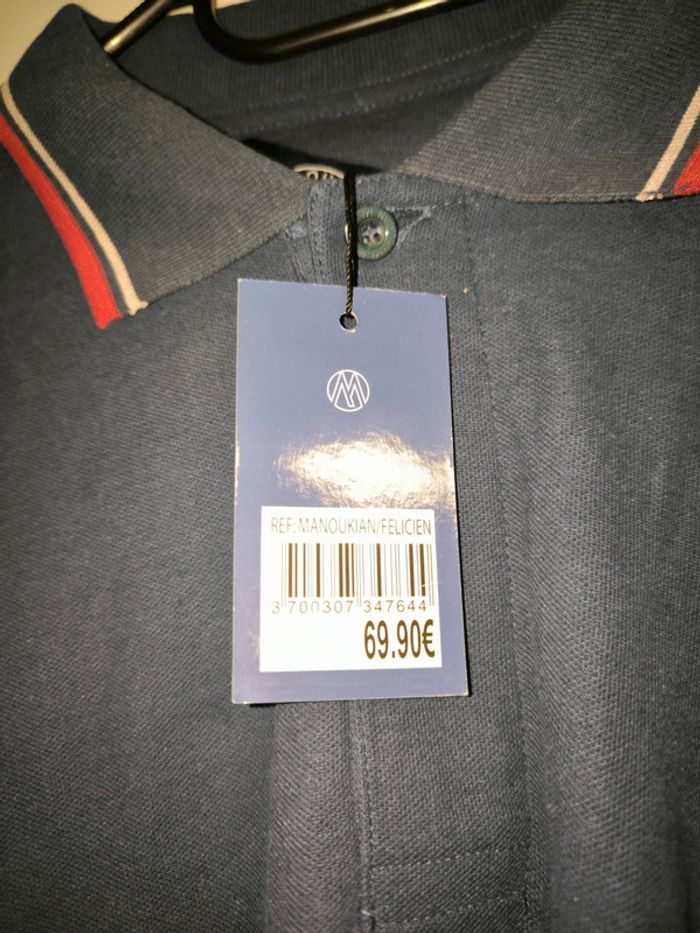 M
REF: MANOUKIAN/FELICIEN
3 700307 347644
69.90€